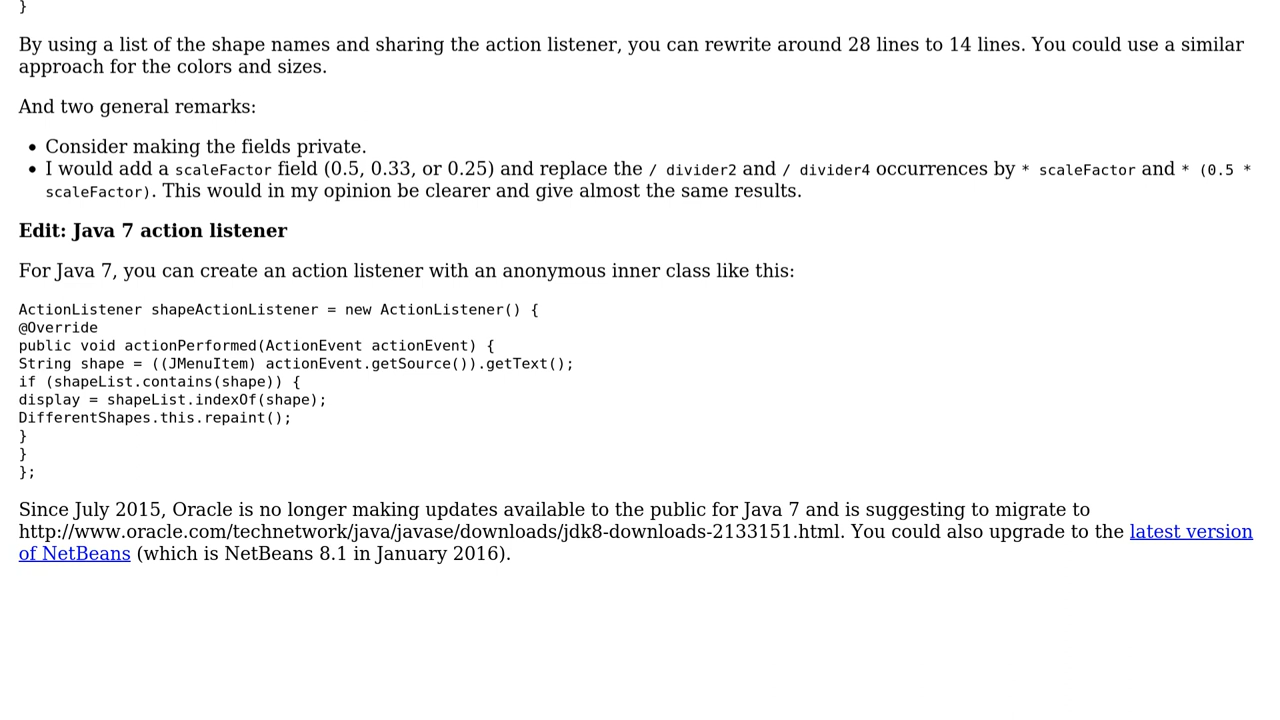 }
By using a list of the shape names and sharing the action listener, you can rewrite around 28 lines to 14 lines. You could use a similar
approach for the colors and sizes.
And two general remarks:
• Consider making the fields private.
• I would add a scaleFactor field (0.5, 0.33, or 0.25) and replace the / divider2 and / divider4 occurrences by * scaleFactor and * (0.5 *
scaleFactor). This would in my opinion be clearer and give almost the same results.
Edit: Java 7 action listener
For Java 7, you can create an action listener with an anonymous inner class like this:
ActionListener shapeActionListener = new ActionListener() {
@Override
public void actionPerformed(ActionEvent actionEvent) {
String shape = ((JMenuItem) actionEvent.getSource()).getText();
if (shapeList.contains(shape)) {
display = shapeList.indexOf(shape);
DifferentShapes.this.repaint();
}
}
};
Since July 2015, Oracle is no longer making updates available to the public for Java 7 and is suggesting to migrate to
http://www.oracle.com/technetwork/java/javase/downloads/jdk8-downloads-2133151.html. You could also upgrade to the latest version
of NetBeans (which is NetBeans 8.1 in January 2016).